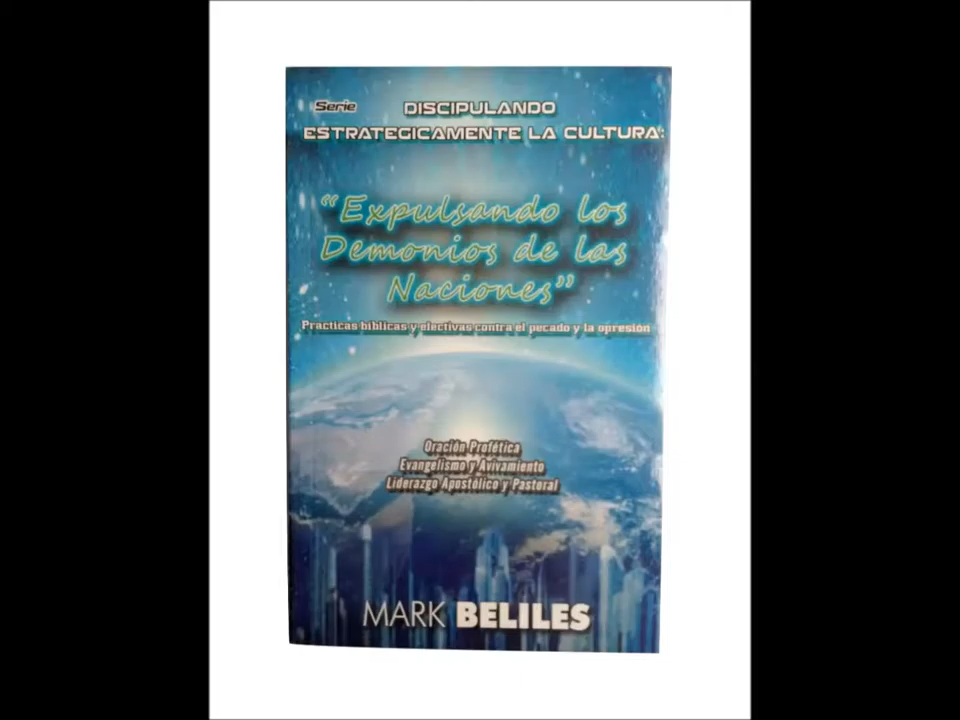 Serie
DISCIPULANDO
ESTRATEGICAMENTE LA CULTURA:
“Expulsando los
Demonios de las
Naciones”
Practicas biblicas y efectivas contra el pecado y la opresión
Oración Profética
Evangelismo y Avivamiento
Liderazgo Apostólico y Pastoral
MARK BELILES